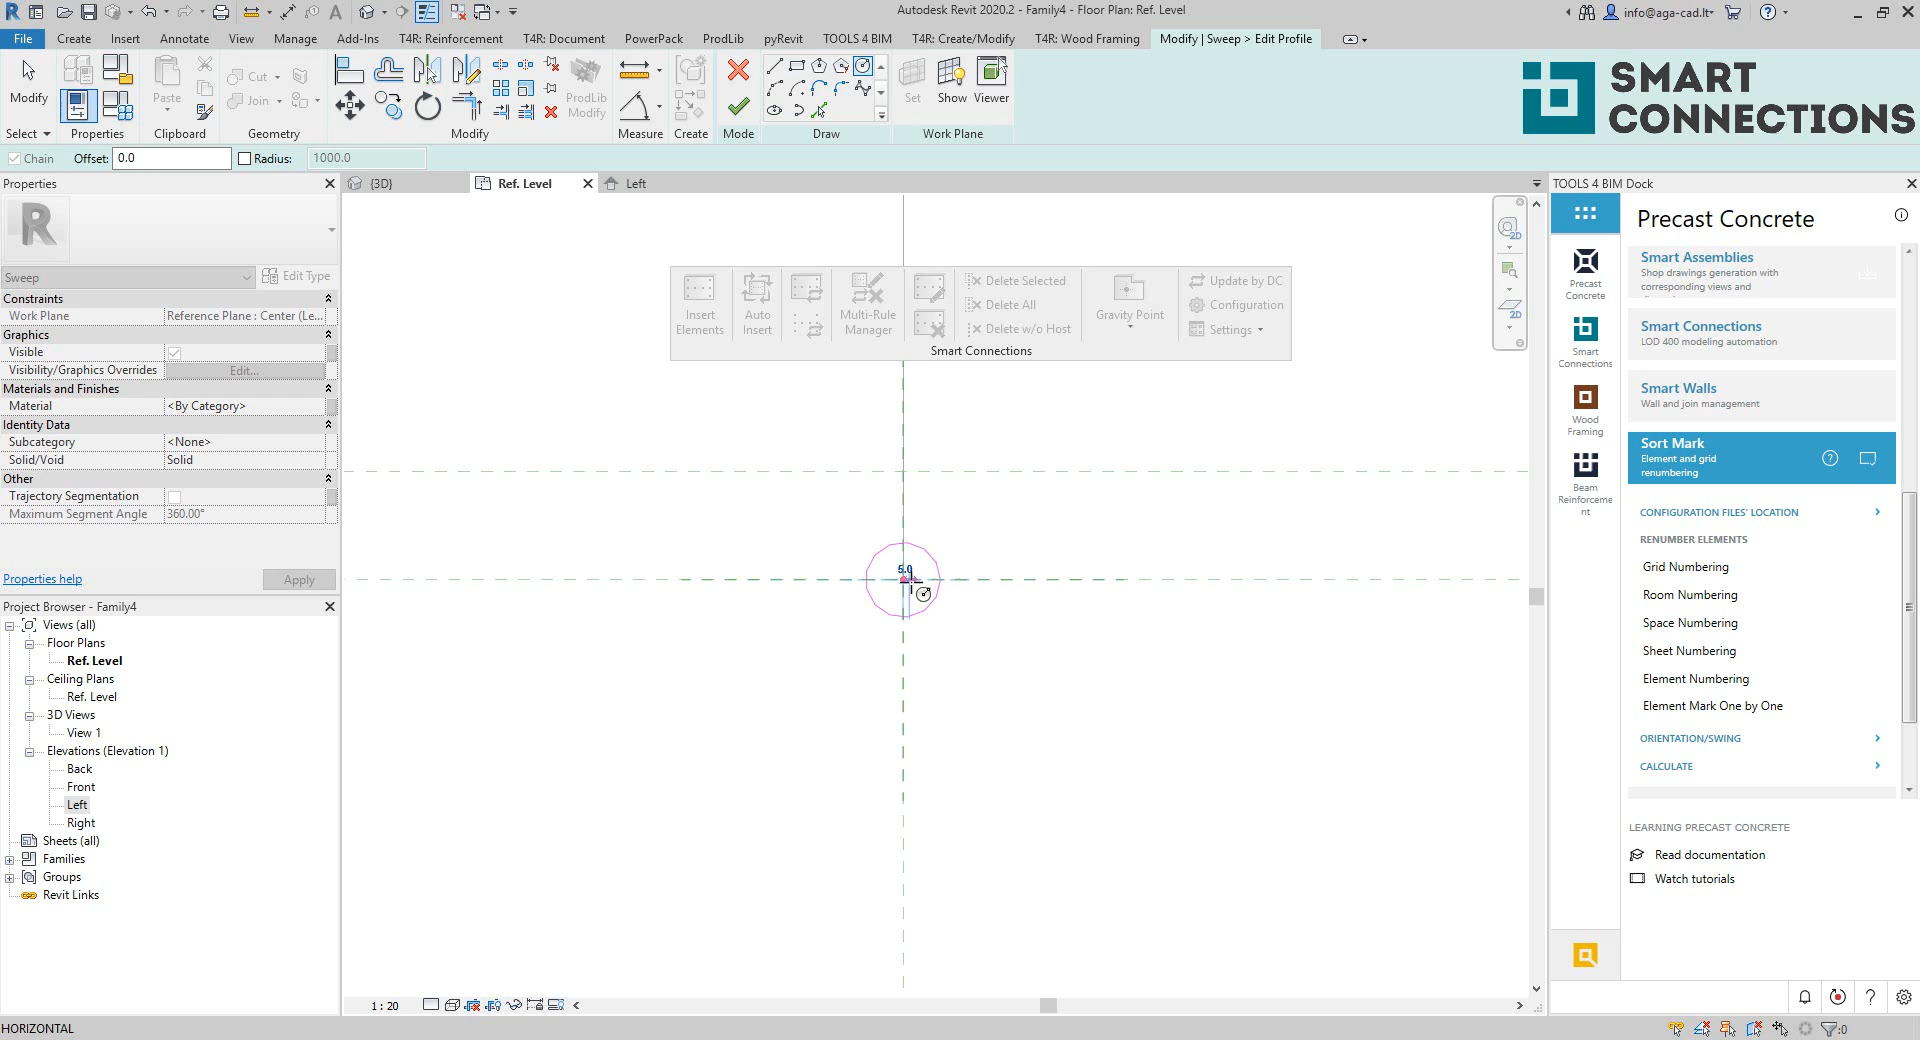 Autodesk Revit 2020.2 - Family4 - Floor Plan: Ref. Level
info@aga-cad.lt
File
Create
Insert
Annotate
View
Manage
Add-Ins
T4R: Reinforcement
T4R: Document
PowerPack
ProdLib
pyRevit
TOOLS 4 BIM
T4R: Create/Modify
T4R: Wood Framing
Modify | Sweep > Edit Profile
Modify
Paste
Cut
Join
ProdLib
Modify
Set
Show
Viewer
Select
Properties
Clipboard
Geometry
Modify
Measure
Create
Mode
Draw
Work Plane
SMART
CONNECTIONS
Chain
Offset:
0.0
Radius:
1000.0
Properties
{3D}
Ref. Level
Left
TOOLS 4 BIM Dock
R
Sweep
Edit Type
Constraints
Work Plane
Reference Plane : Center (Le...
Graphics
Visible
Visibility/Graphics Overrides
Edit...
Materials and Finishes
Material
<By Category>
Identity Data
Subcategory
<None>
Solid/Void
Solid
Other
Trajectory Segmentation
Maximum Segment Angle
360.00°
Properties help
Apply
Project Browser - Family4
Views (all)
Floor Plans
Ref. Level
Ceiling Plans
Ref. Level
3D Views
View 1
Elevations (Elevation 1)
Back
Front
Left
Right
Sheets (all)
Families
Groups
Revit Links
Insert
Elements
Auto
Insert
Multi-Rule
Manager
Delete Selected
Delete All
Delete w/o Host
Gravity Point
Update by DC
Configuration
Settings
Smart Connections
2D
2D
5.0
1 : 20
Precast
Concrete
Smart
Connections
Wood
Framing
Beam
Reinforceme
nt
Precast Concrete
Smart Assemblies
Shop drawings generation with
corresponding views and
Smart Connections
LOD 400 modeling automation
Smart Walls
Wall and join management
Sort Mark
Element and grid
renumbering
CONFIGURATION FILES' LOCATION
RENUMBER ELEMENTS
Grid Numbering
Room Numbering
Space Numbering
Sheet Numbering
Element Numbering
Element Mark One by One
ORIENTATION/SWING
CALCULATE
LEARNING PRECAST CONCRETE
Read documentation
Watch tutorials
HORIZONTAL
:0